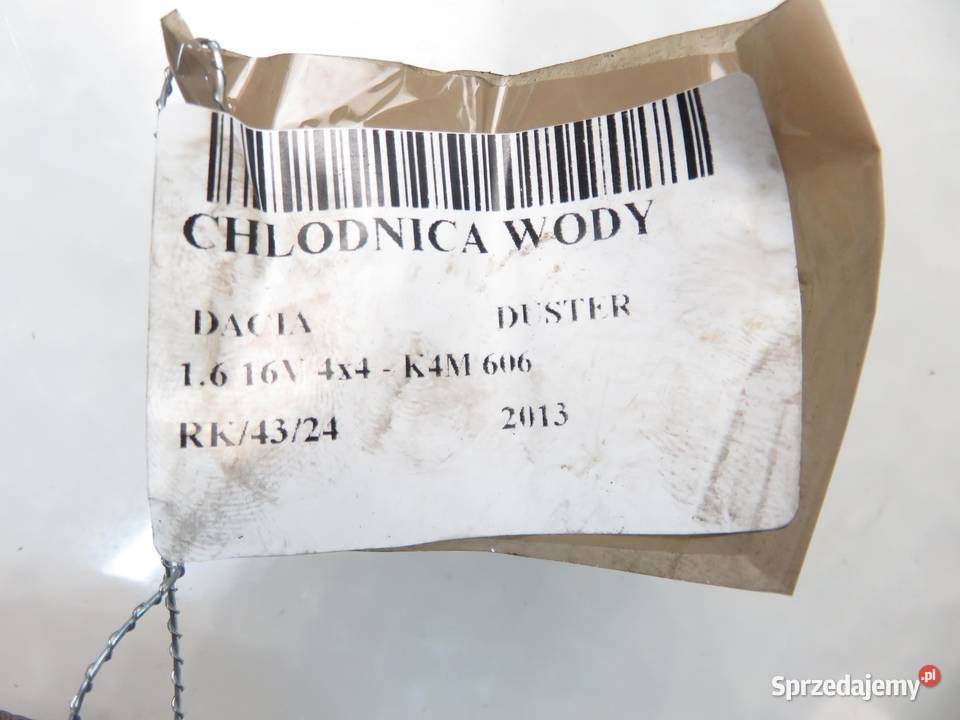 CHLODNICA WODY
DACIA DUSTER
1.6 16V 4x4 - K4M 606
RK/43/24 2013
Sprzedajemy.pl